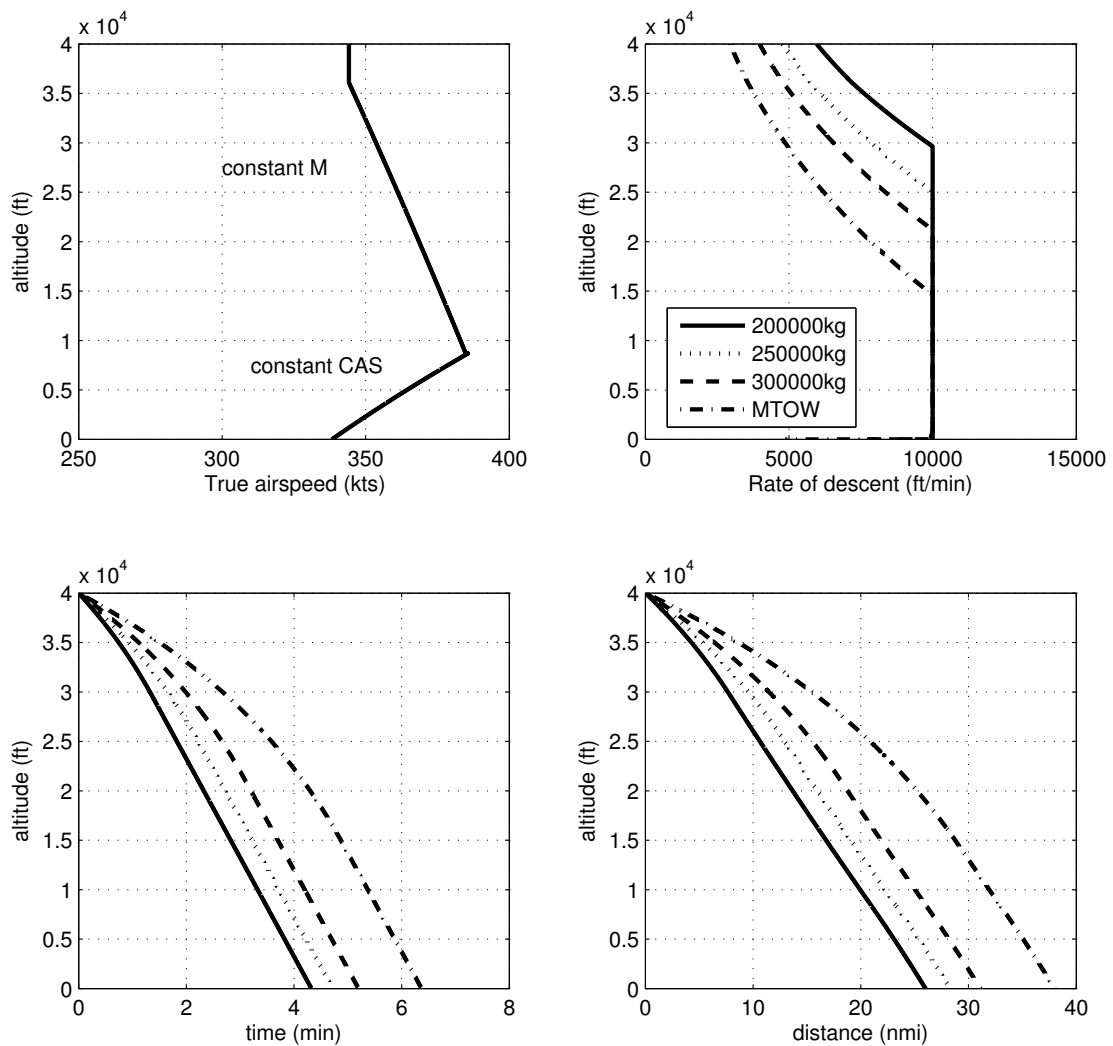 x 10^4
4
3.5
3
2.5
2
1.5
1
0.5
0
altitude (ft)
constant M
constant CAS
250 300 350 400
True airspeed (kts)
x 10^4
4
3.5
3
2.5
2
1.5
1
0.5
0
altitude (ft)
200000kg
250000kg
300000kg
MTOW
0 5000 10000 15000
Rate of descent (ft/min)
x 10^4
4
3.5
3
2.5
2
1.5
1
0.5
0
altitude (ft)
0 2 4 6 8
time (min)
x 10^4
4
3.5
3
2.5
2
1.5
1
0.5
0
altitude (ft)
0 10 20 30 40
distance (nmi)